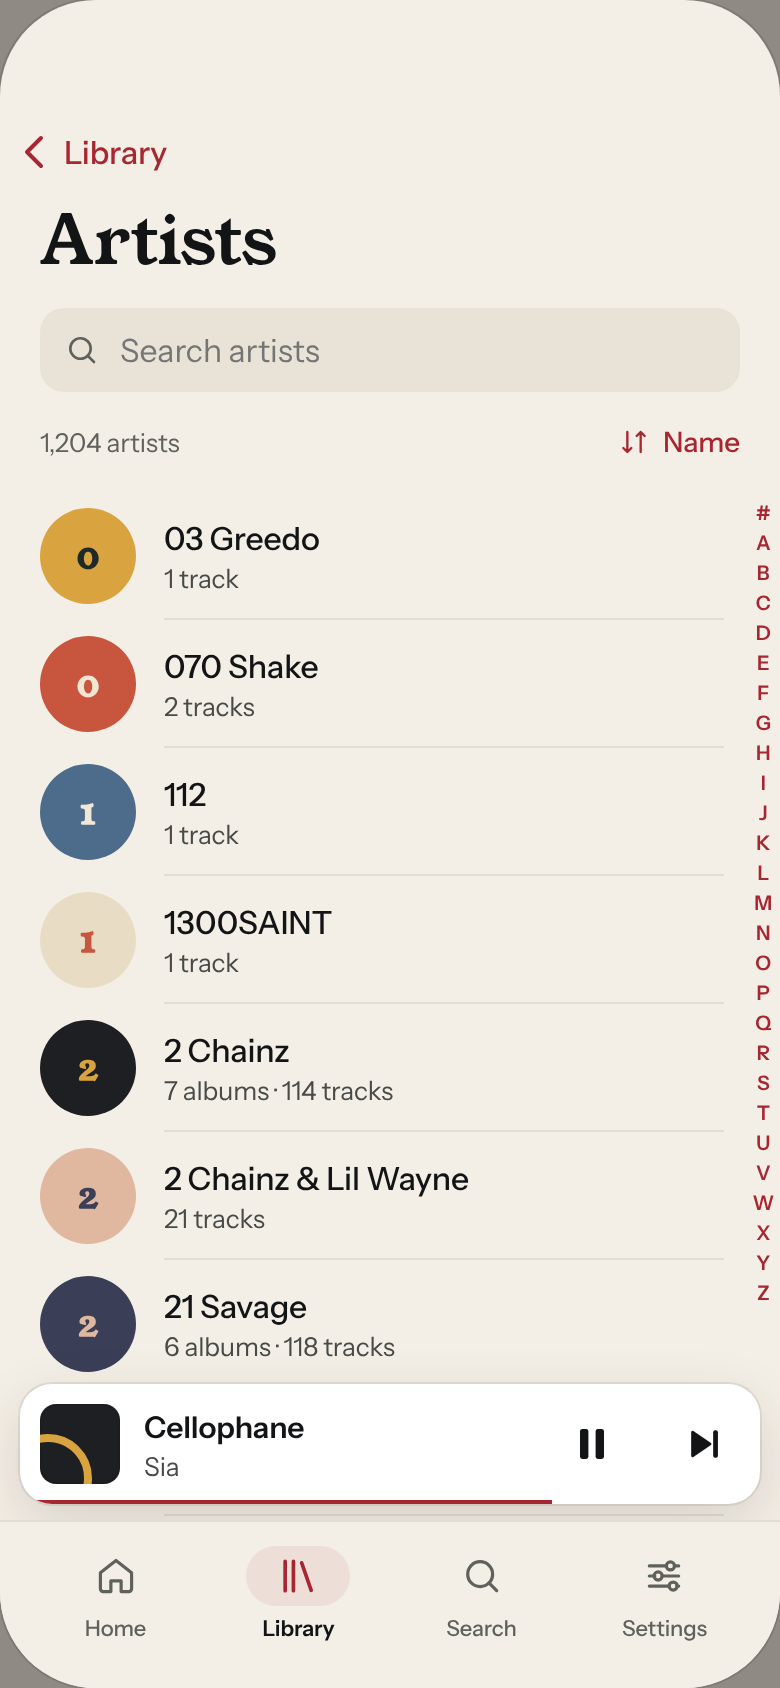 Library
Artists
Search artists
1,204 artists
Name
0
03 Greedo
1 track
0
070 Shake
2 tracks
1
112
1 track
1
1300SAINT
1 track
2
2 Chainz
7 albums · 114 tracks
2
2 Chainz & Lil Wayne
21 tracks
2
21 Savage
6 albums · 118 tracks
#
A
B
C
D
E
F
G
H
I
J
K
L
M
N
O
P
Q
R
S
T
U
V
W
X
Y
Z
Cellophane
Sia
Home
Library
Search
Settings